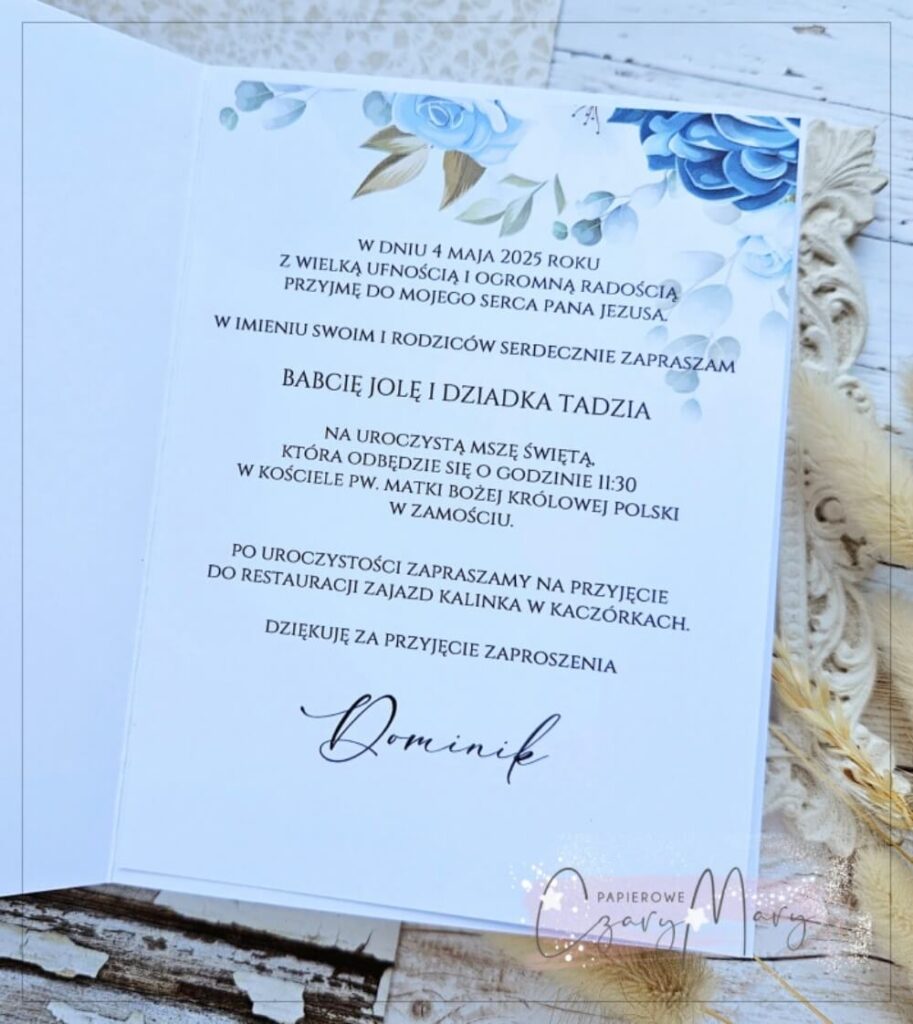 W DNIU 4 MAJA 2025 ROKU
Z WIELKĄ UFNOŚCIĄ I OGROMNĄ RADOŚCIĄ
PRZYJMĘ DO MOJEGO SERCA PANA JEZUSA.
W IMIENIU SWOIM I RODZICÓW SERDECZNIE ZAPRASZAM
BABCIĘ JOLĘ I DZIADKA TADZIA
NA UROCZYSTĄ MSZĘ ŚWIĘTĄ,
KTÓRA ODBĘDZIE SIĘ O GODZINIE 11:30
W KOŚCIELE PW. MATKI BOŻEJ KRÓLOWEJ POLSKI
W ZAMOŚCIU.
PO UROCZYSTOŚCI ZAPRASZAMY NA PRZYJĘCIE
DO RESTAURACJI ZAJAZD KALINKA W KACZÓRKACH.
DZIĘKUJĘ ZA PRZYJĘCIE ZAPROSZENIA
Dominik
PAPIEROWE
Czary Mary